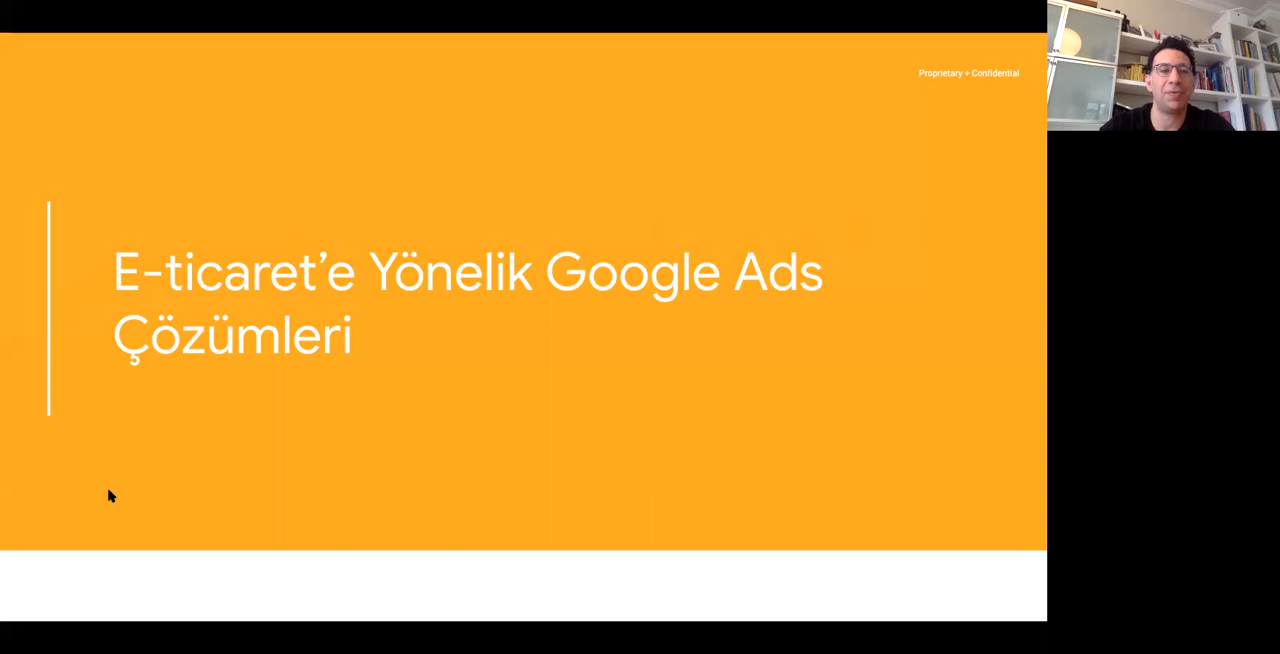 Proprietary + Confidential
E-ticaret’e Yönelik Google Ads
Çözümleri